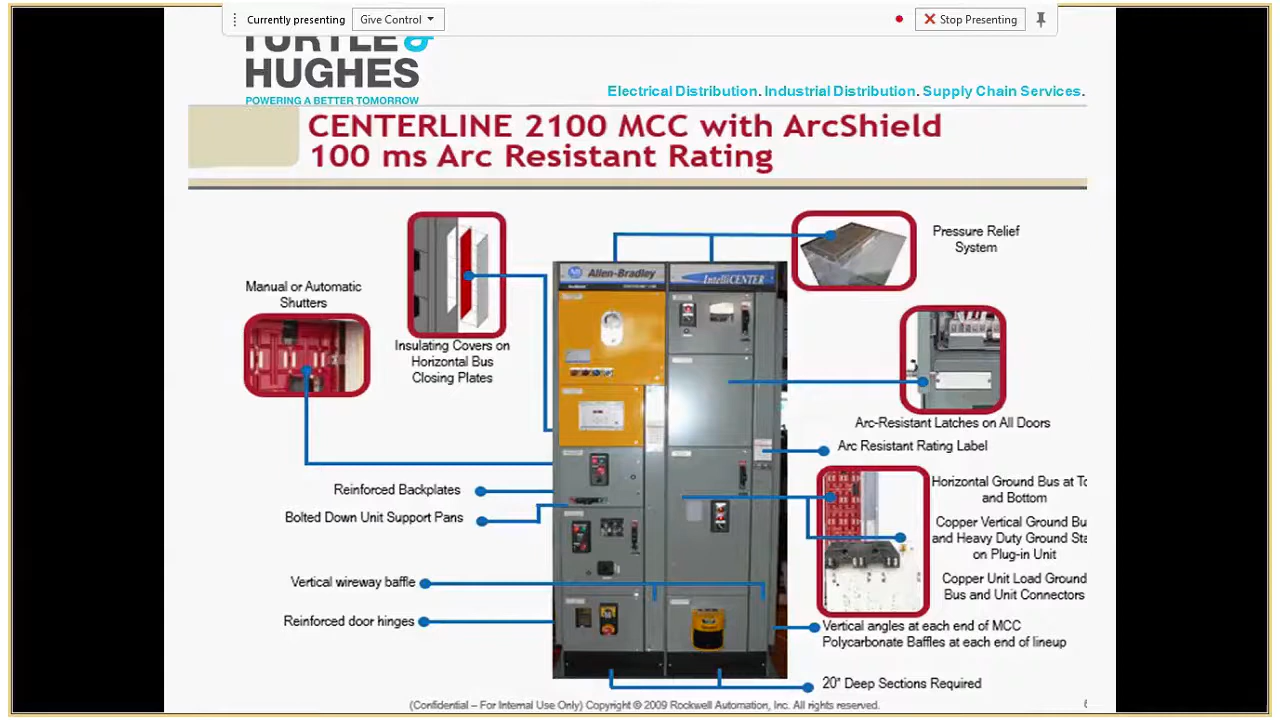 Currently presenting
Give Control
Stop Presenting
TURTLE &
HUGHES
POWERING A BETTER TOMORROW
Electrical Distribution. Industrial Distribution. Supply Chain Services.
CENTERLINE 2100 MCC with ArcShield
100 ms Arc Resistant Rating
Pressure Relief
System
Manual or Automatic
Shutters
Allen-Bradley
IntelliCENTER
Insulating Covers on
Horizontal Bus
Closing Plates
Arc-Resistant Latches on All Doors
Arc Resistant Rating Label
Reinforced Backplates
Bolted Down Unit Support Pans
Horizontal Ground Bus at To
and Bottom
Copper Vertical Ground Bu
and Heavy Duty Ground Sta
on Plug-in Unit
Copper Unit Load Ground
Bus and Unit Connectors
Vertical wireway baffle
Reinforced door hinges
Vertical angles at each end of MCC
Polycarbonate Baffles at each end of lineup
20" Deep Sections Required
(Confidential – For Internal Use Only) Copyright © 2009 Rockwell Automation, Inc. All rights reserved.